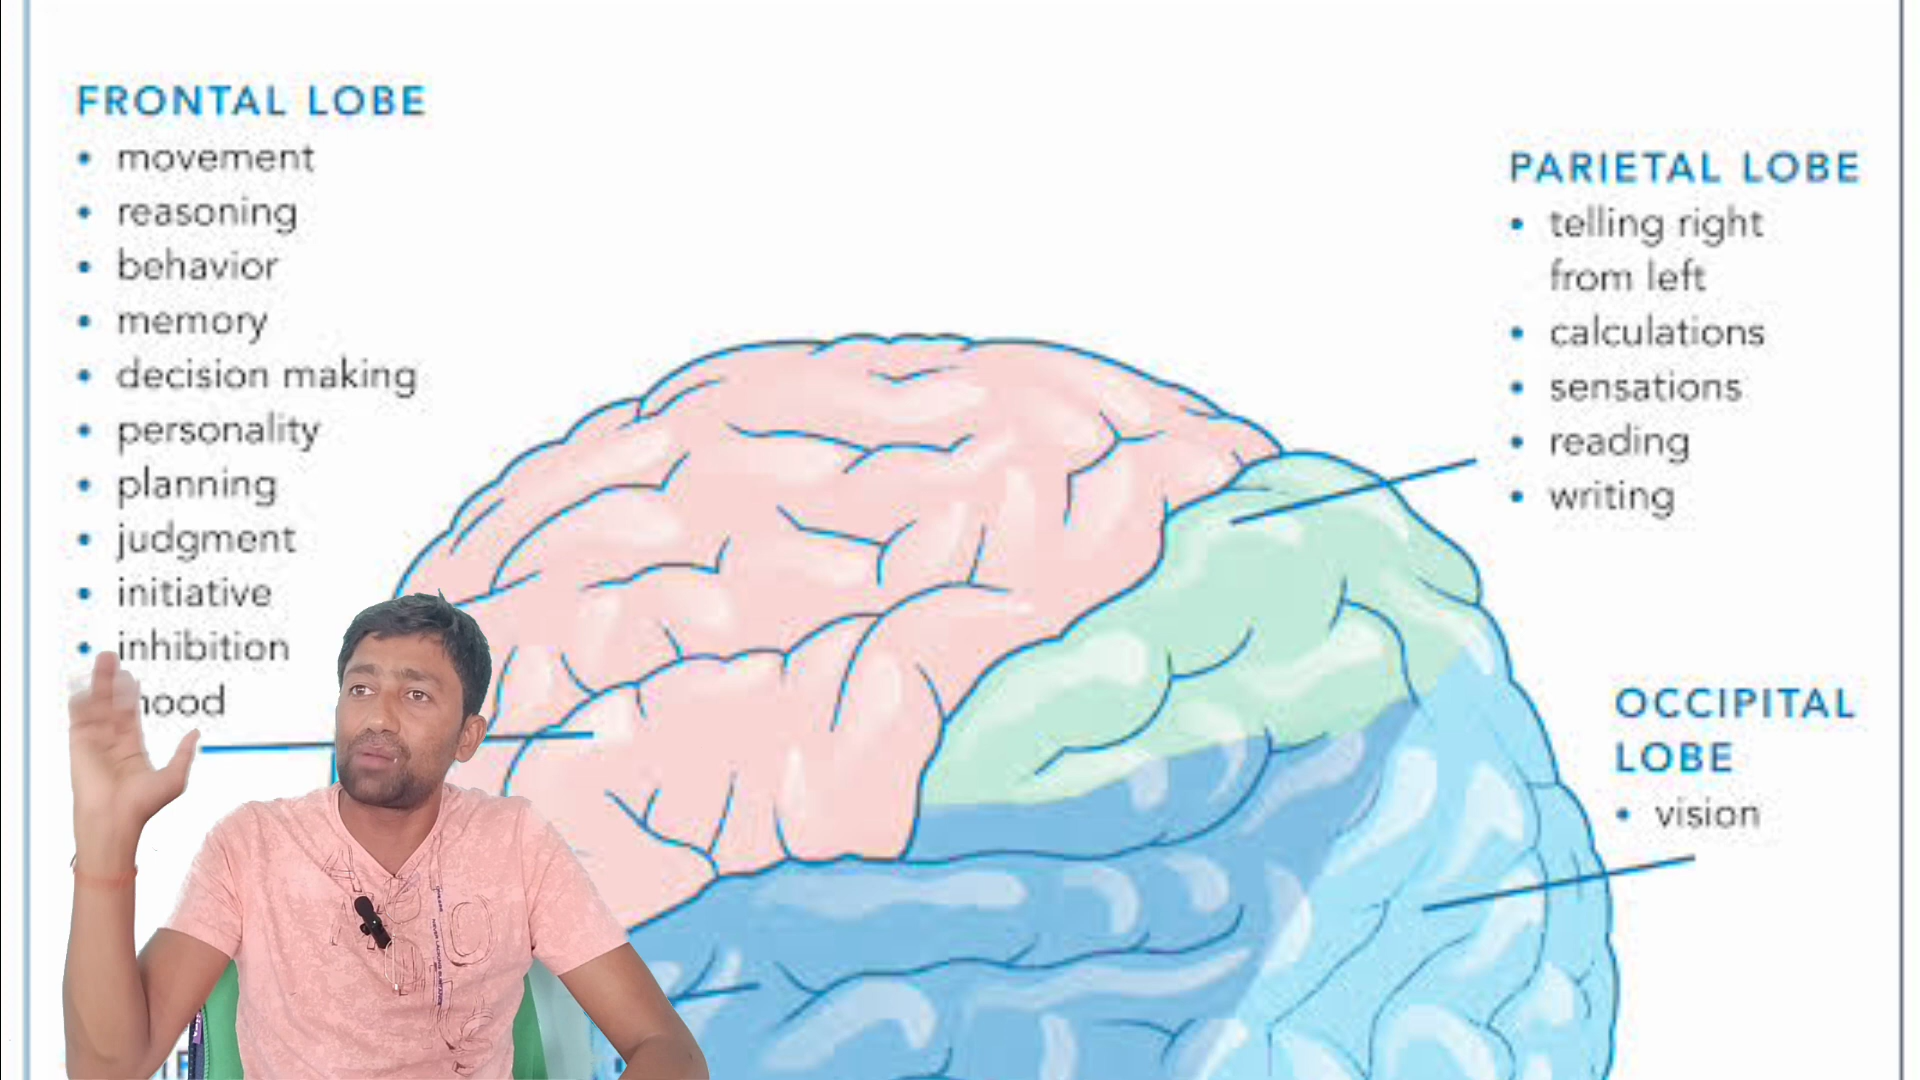 FRONTAL LOBE
• movement
• reasoning
• behavior
• memory
• decision making
• personality
• planning
• judgment
• initiative
• inhibition
PARIETAL LOBE
• telling right
from left
• calculations
• sensations
• reading
• writing
OCCIPITAL
LOBE
• vision